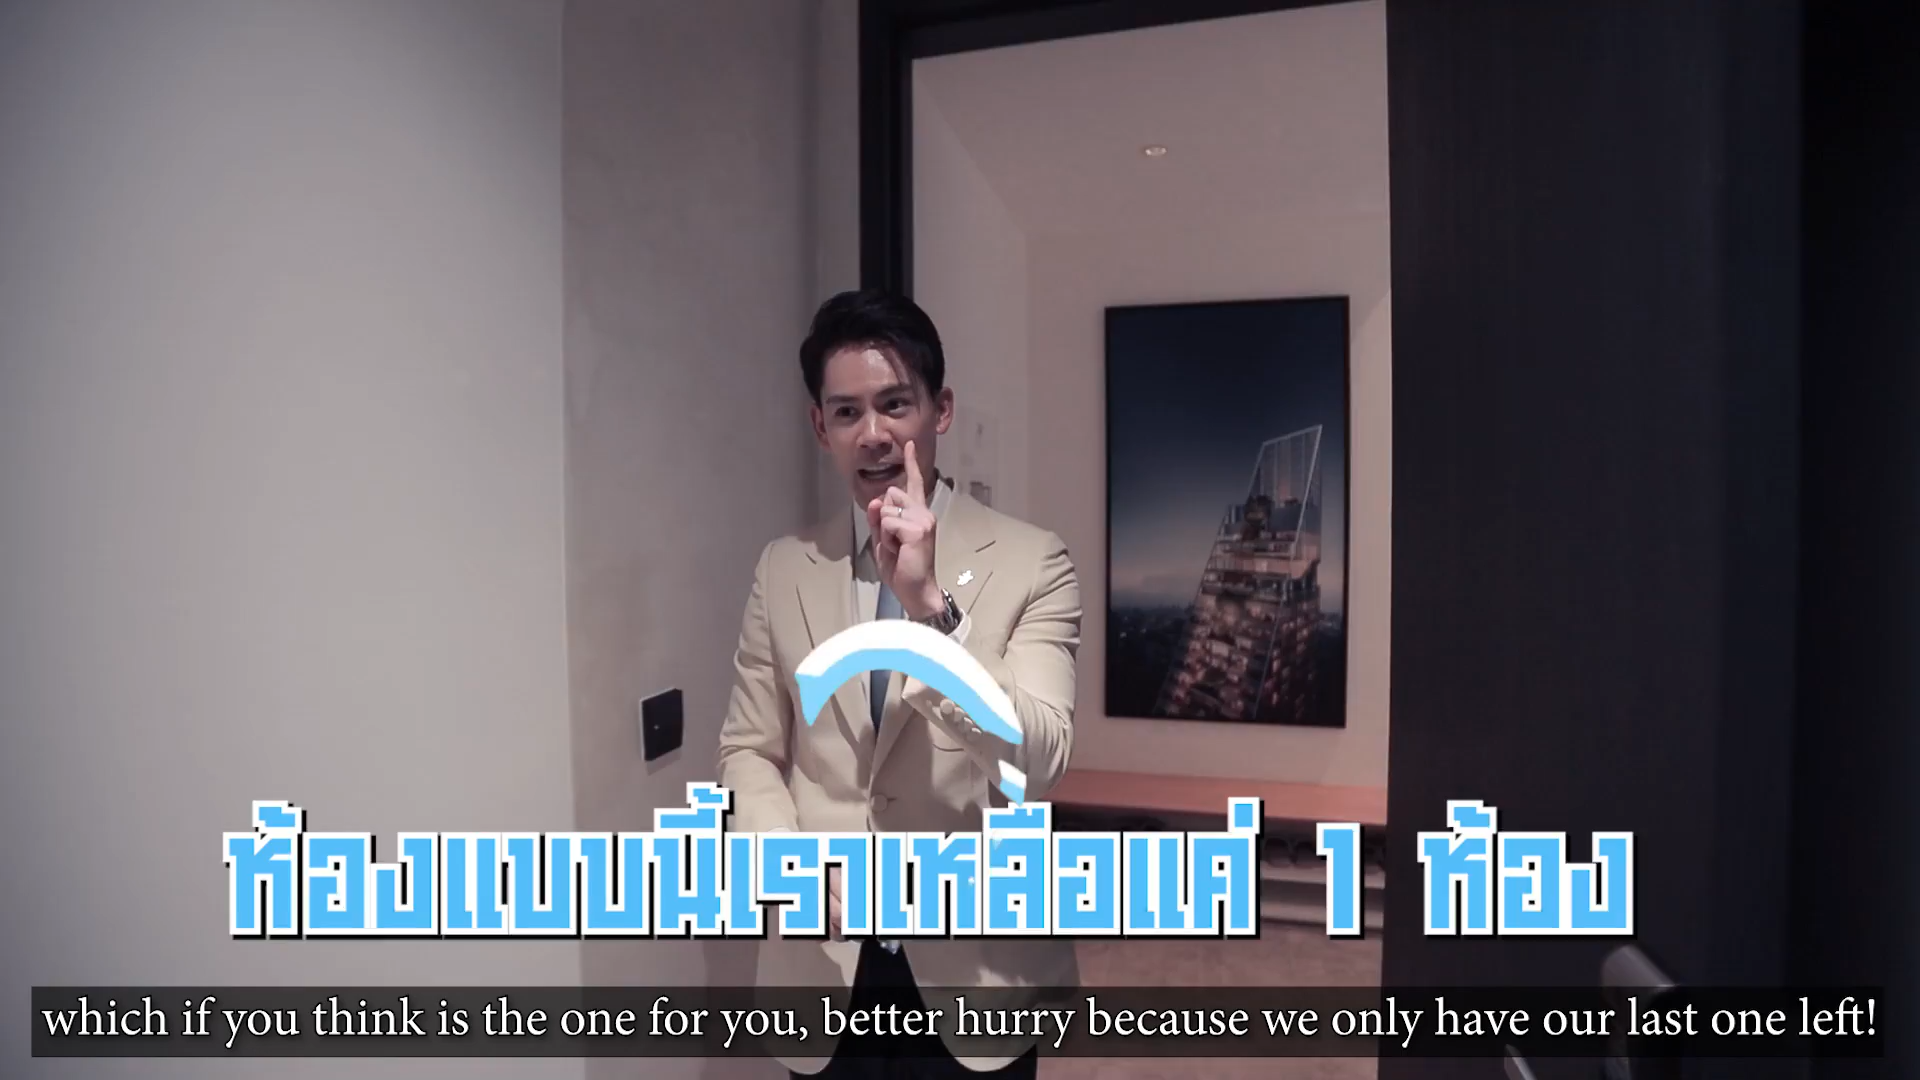 ห้องแบบนี้เราเหลือแค่ 1 ห้อง
which if you think is the one for you, better hurry because we only have our last one left!